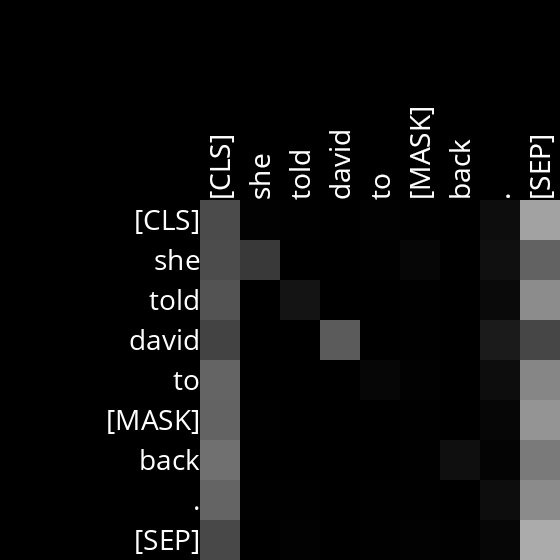 [CLS] she told david to [MASK] back . [SEP]
[CLS]
she
told
david
to
[MASK]
back
.
[SEP]